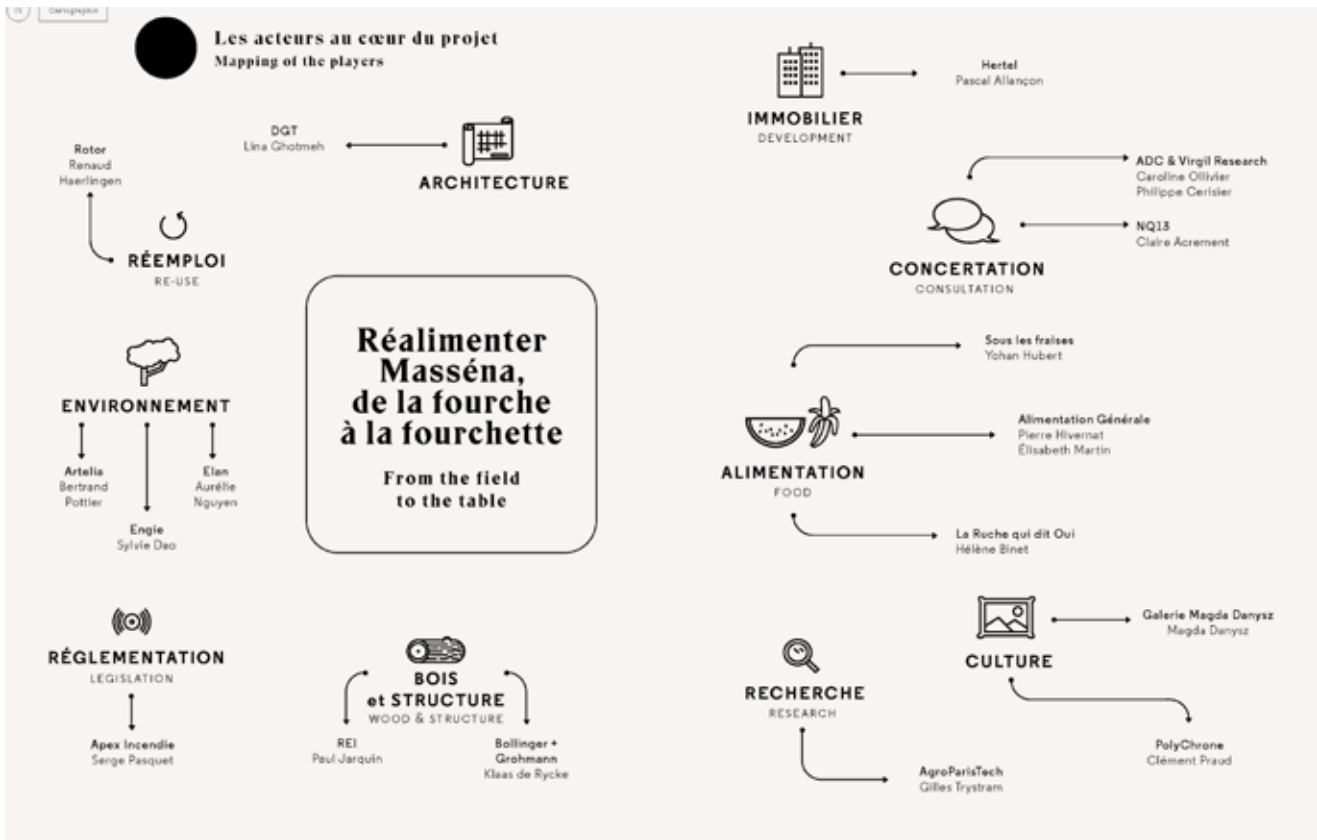 Cartographie
Les acteurs au cœur du projet
Mapping of the players
Hertel
Pascal Allançon
IMMOBILIER
DEVELOPMENT
DGT
Lina Ghotmeh
ARCHITECTURE
Rotor
Renaud
Haerlingen
RÉEMPLOI
RE-USE
ADC & Virgil Research
Caroline Ollivier
Philippe Cerisier
NQ13
Claire Acrement
CONCERTATION
CONSULTATION
Réalimenter
Masséna,
de la fourche
à la fourchette
From the field
to the table
ENVIRONNEMENT
Artelia
Bertrand
Pottier
Engie
Sylvie Dao
Elan
Aurélie
Nguyen
Sous les fraises
Yohan Hubert
Alimentation Générale
Pierre Hivernat
Élisabeth Martin
ALIMENTATION
FOOD
La Ruche qui dit Oui
Hélène Binet
RÉGLEMENTATION
LEGISLATION
Apex Incendie
Serge Pasquet
BOIS
et STRUCTURE
WOOD & STRUCTURE
REI
Paul Jarquin
Bollinger +
Grohmann
Klaas de Rycke
RECHERCHE
RESEARCH
AgroParisTech
Gilles Trystram
CULTURE
Galerie Magda Danysz
Magda Danysz
PolyChrone
Clément Praud